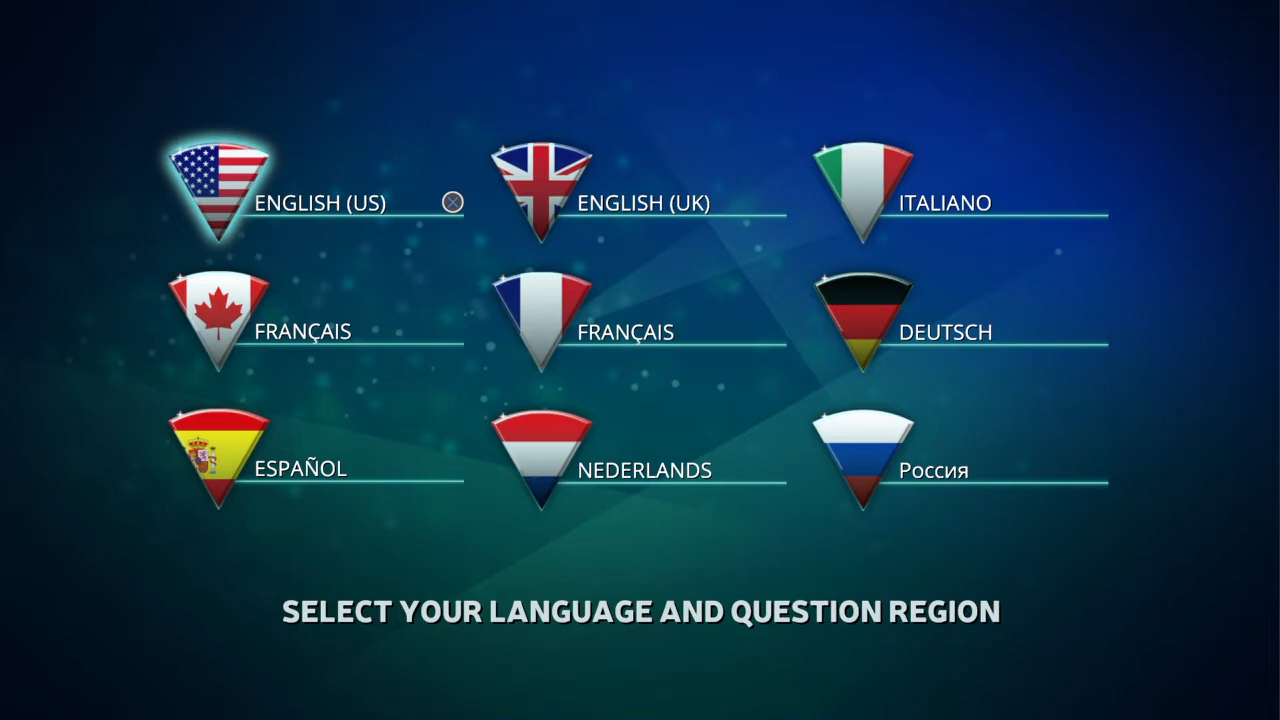 ENGLISH (US)
ENGLISH (UK)
ITALIANO
FRANÇAIS
FRANÇAIS
DEUTSCH
ESPAÑOL
NEDERLANDS
Россия
SELECT YOUR LANGUAGE AND QUESTION REGION